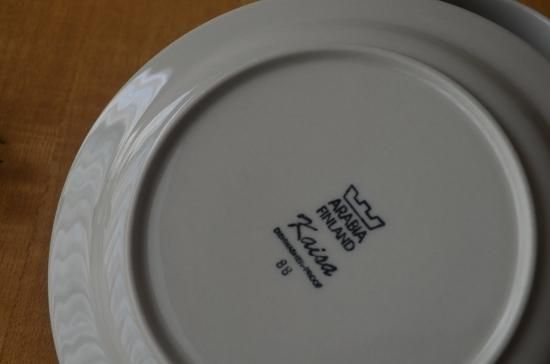 ARABIA
FINLAND
Kaisa
DISHWASHER-PROOF
88